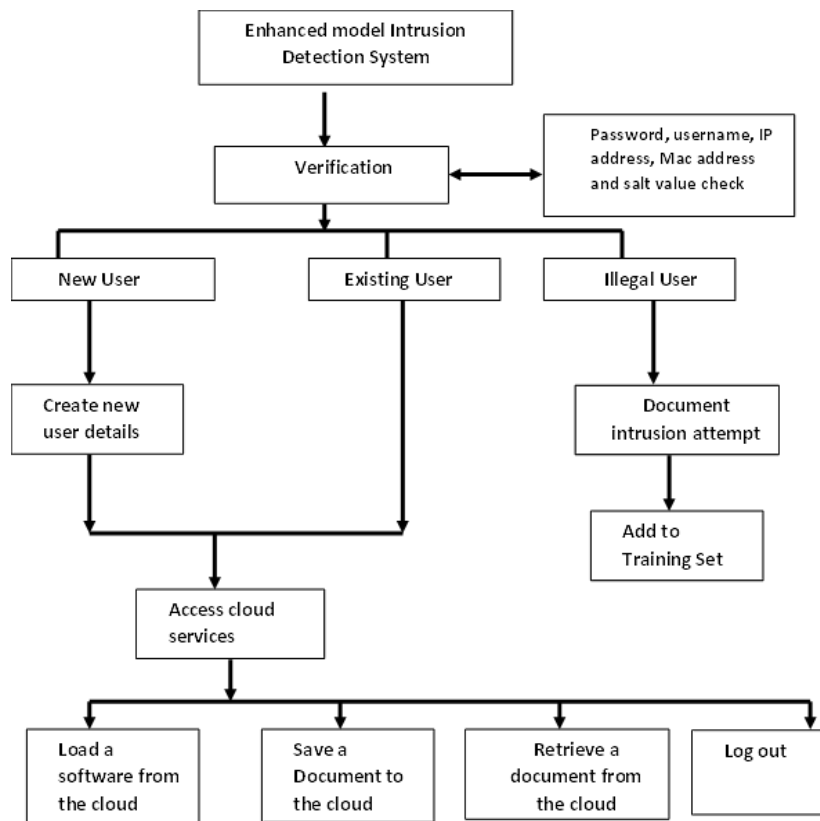 Enhanced model Intrusion
Detection System
Verification
Password, username, IP
address, Mac address
and salt value check
New User
Existing User
Illegal User
Create new
user details
Document
intrusion attempt
Add to
Training Set
Access cloud
services
Load a
software from
the cloud
Save a
Document to
the cloud
Retrieve a
document from
the cloud
Log out